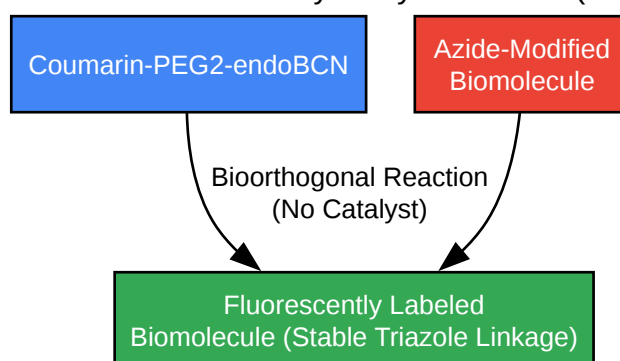 Coumarin-PEG2-endoBCN
Azide-Modified
Biomolecule
Bioorthogonal Reaction
(No Catalyst)
Fluorescently Labeled
Biomolecule (Stable Triazole Linkage)